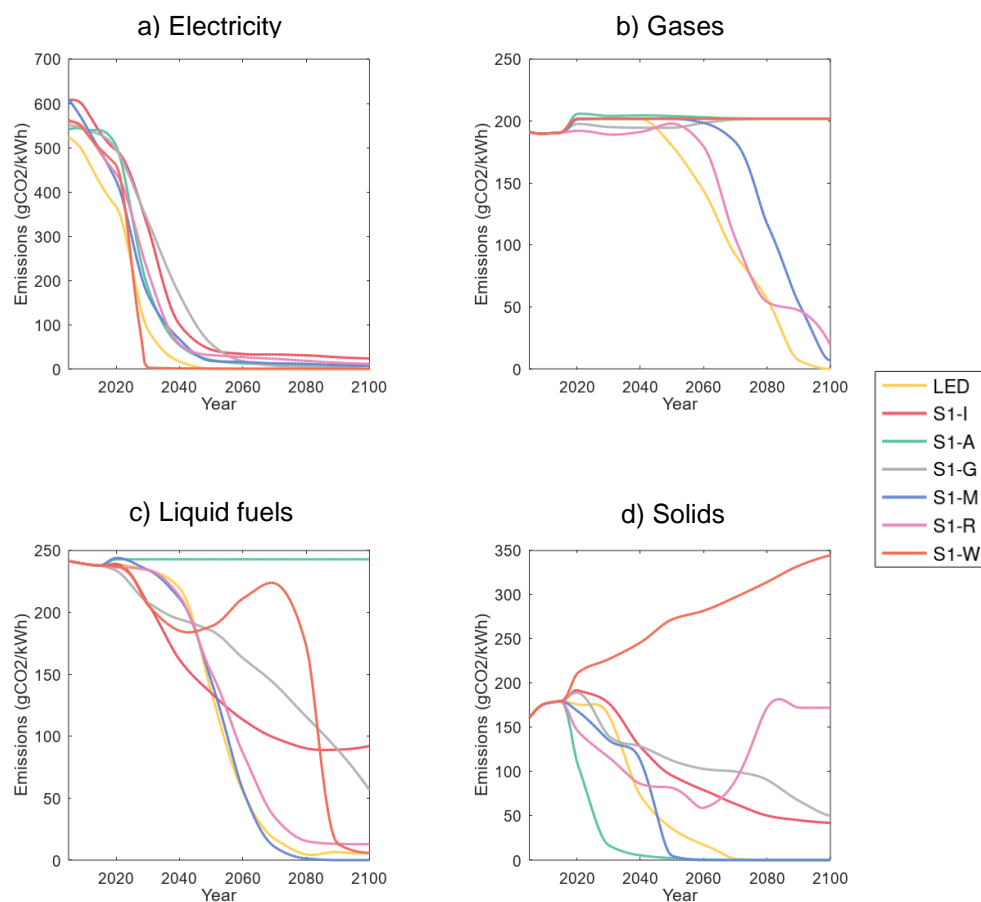 a) Electricity
b) Gases
Emissions (gCO2/kWh)
700
600
500
400
300
200
100
0
2020 2040 2060 2080 2100
Year
Emissions (gCO2/kWh)
250
200
150
100
50
0
2020 2040 2060 2080 2100
Year
LED
S1-I
S1-A
S1-G
S1-M
S1-R
S1-W
c) Liquid fuels
d) Solids
Emissions (gCO2/kWh)
250
200
150
100
50
0
2020 2040 2060 2080 2100
Year
Emissions (gCO2/kWh)
350
300
250
200
150
100
50
0
2020 2040 2060 2080 2100
Year